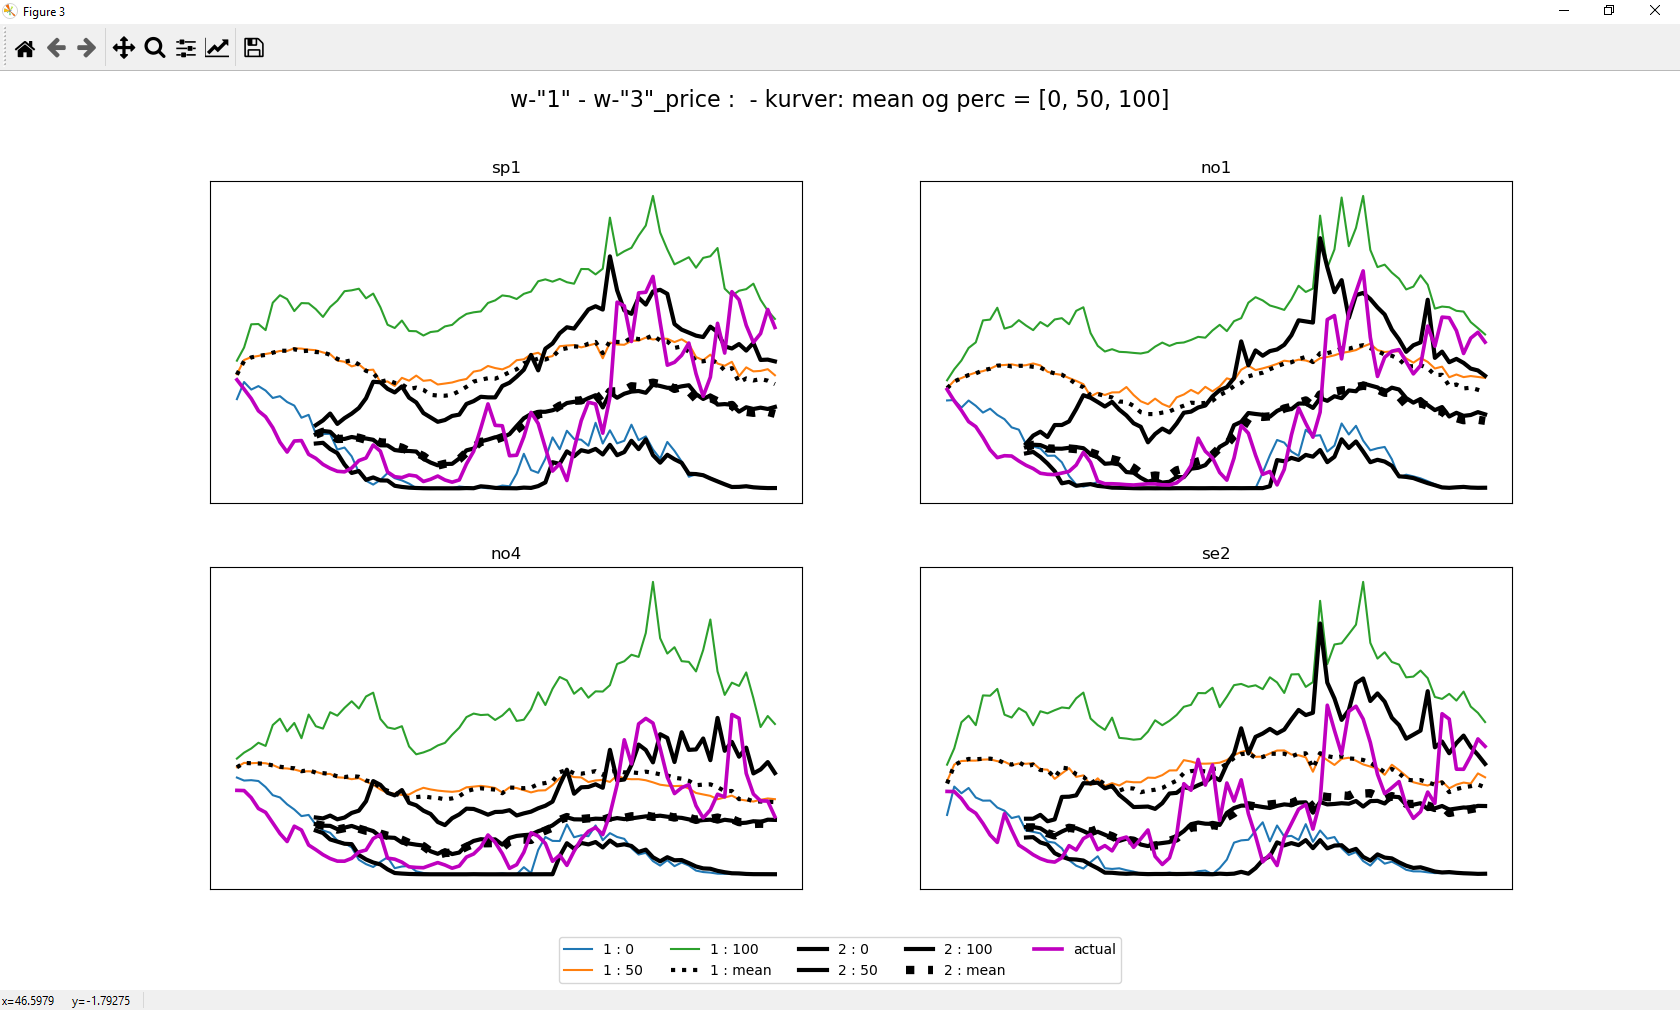 Figure 3
w-"1" - w-"3"_price :  - kurver: mean og perc = [0, 50, 100]
sp1
no1
no4
se2
1 : 0
1 : 50
1 : 100
1 : mean
2 : 0
2 : 50
2 : 100
2 : mean
actual
x=46.5979 y=-1.79275